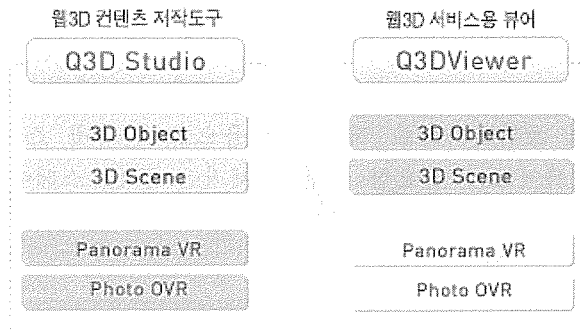 웹3D 컨텐츠 저작도구
Q3D Studio
3D Object
3D Scene
Panorama VR
Photo OVR
웹3D 서비스용 뷰어
Q3DViewer
3D Object
3D Scene
Panorama VR
Photo OVR